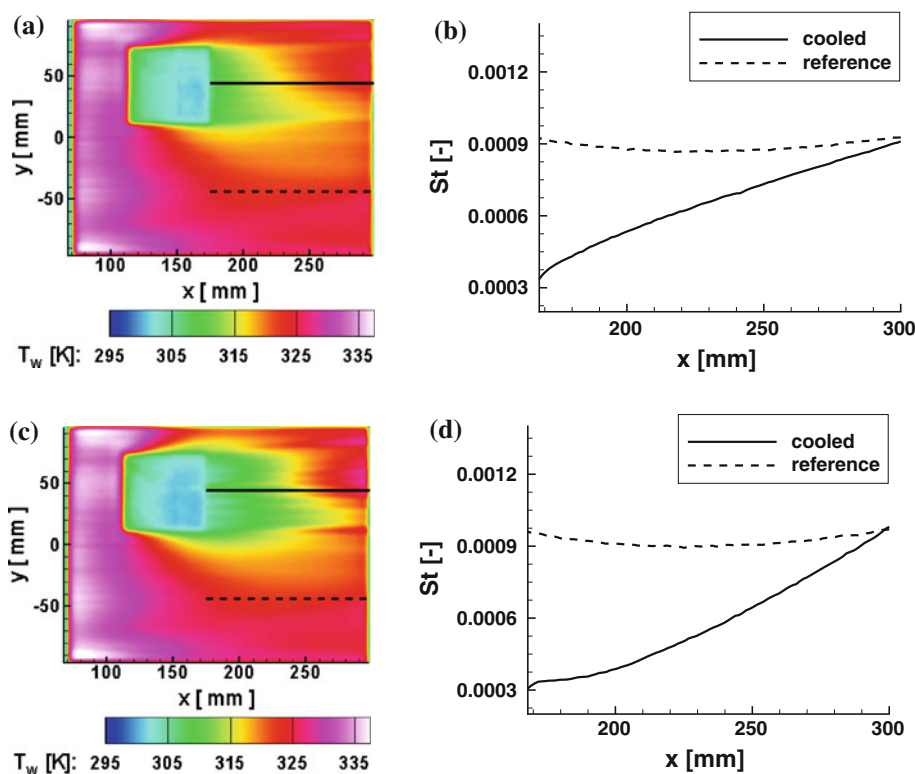 (a)
y [ mm ]
50
0
-50
100 150 200 250
x [ mm ]
T_w [K]: 295 305 315 325 335
(b)
cooled
reference
St [-]
0.0012
0.0009
0.0006
0.0003
200 250 300
x [mm]
(c)
y [ mm ]
50
0
-50
100 150 200 250
x [ mm ]
T_w [K]: 295 305 315 325 335
(d)
cooled
reference
St [-]
0.0012
0.0009
0.0006
0.0003
200 250 300
x [mm]